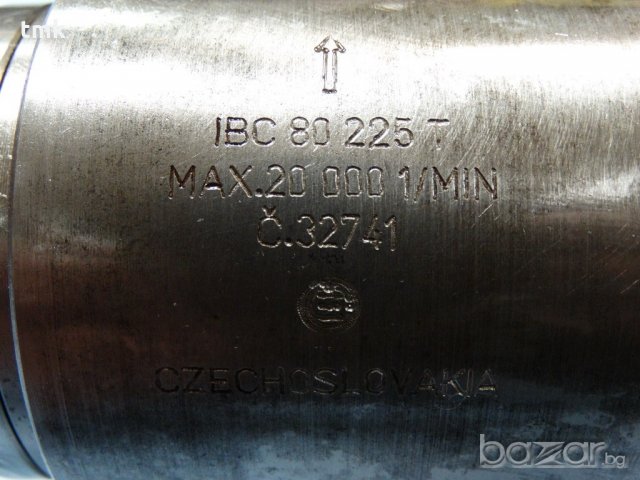 tmk
IBC 80 225 T
MAX.20 000 1/MIN
Č.32741
CZECHOSLOVAKIA
bazar.bg